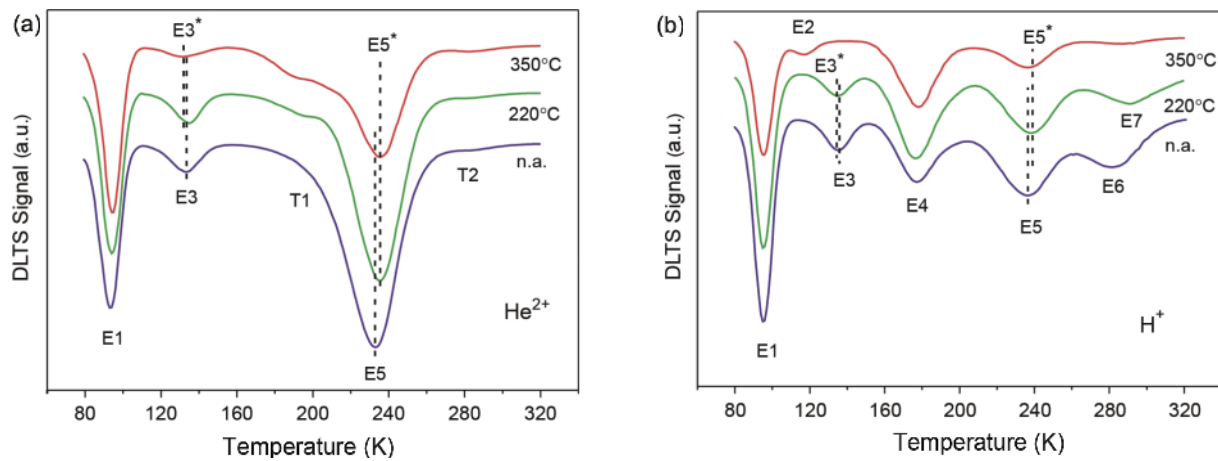 (a)
E3*
E5*
350°C
220°C
n.a.
E3
T1
T2
E1
E5
He2+
DLTS Signal (a.u.)
80 120 160 200 240 280 320
Temperature (K)
(b)
E2
E3*
E5*
350°C
220°C
E7
n.a.
E3
E4
E6
E5
E1
H+
DLTS Signal (a.u.)
80 120 160 200 240 280 320
Temperature (K)